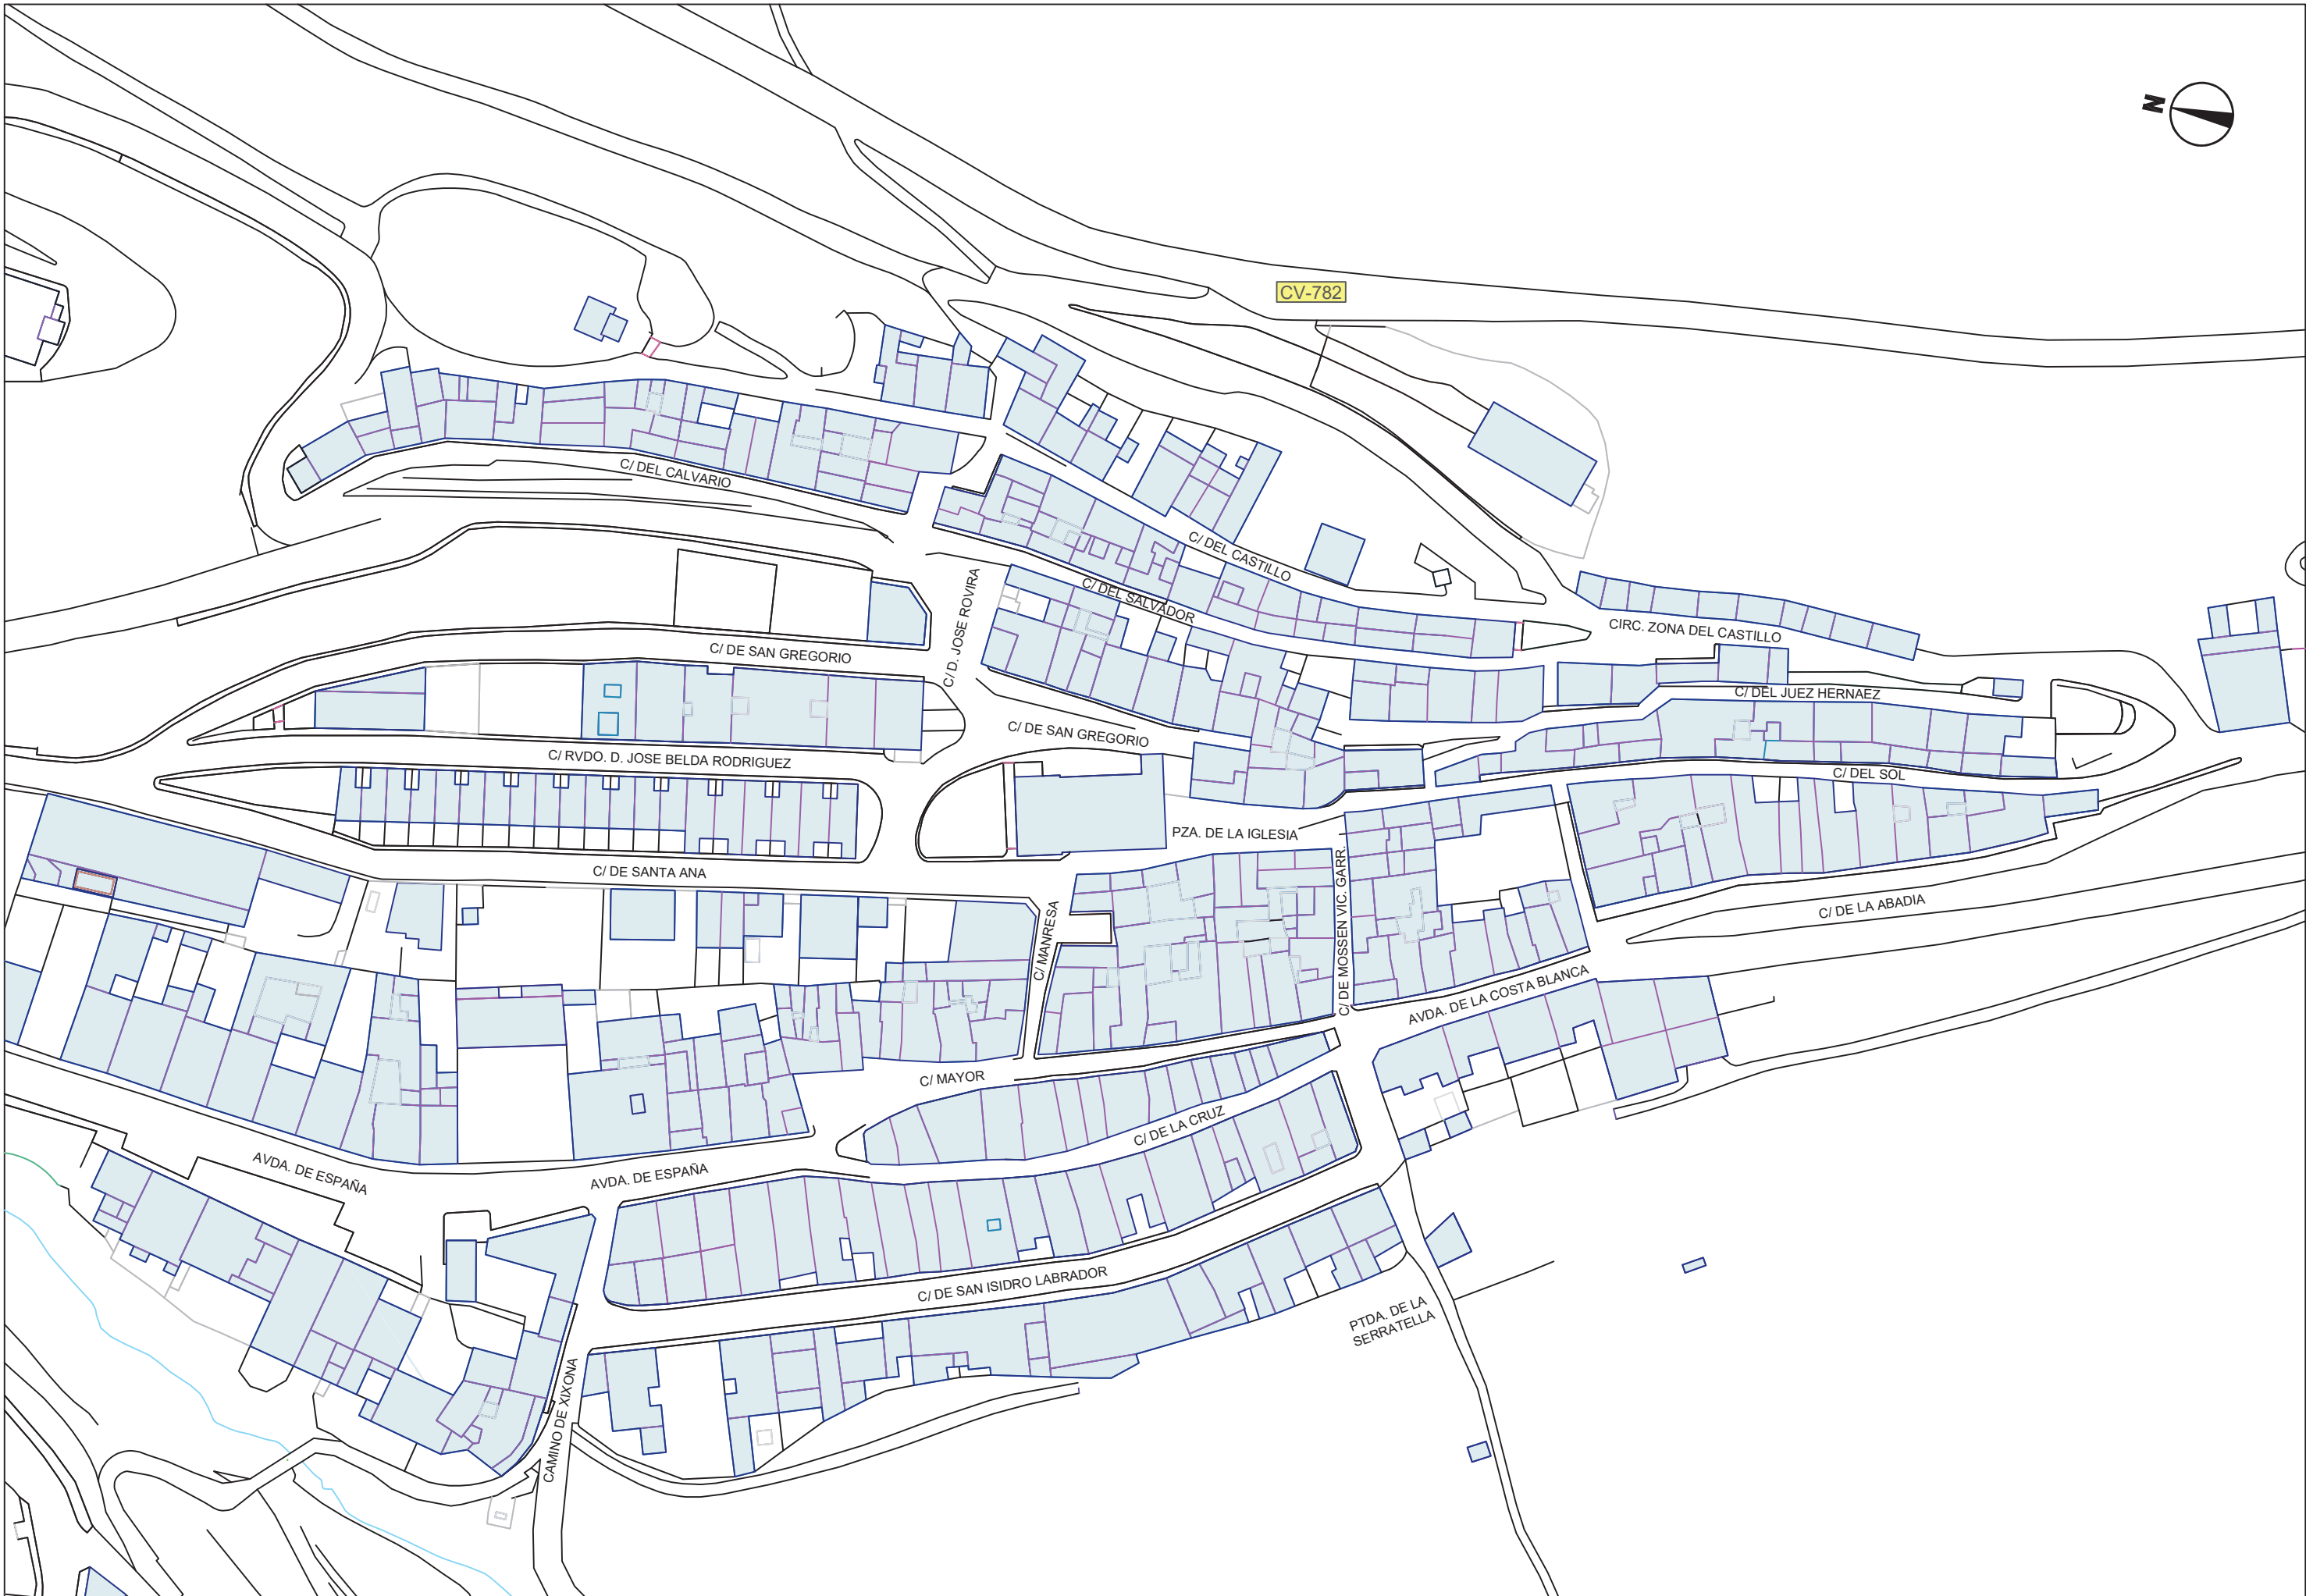 N
CV-782
C/ DEL CALVARIO
C/ DEL CASTILLO
C/ DEL SALVADOR
C/ D. JOSE ROVIRA
CIRC. ZONA DEL CASTILLO
C/ DE SAN GREGORIO
C/ DEL JUEZ HERNAEZ
C/ DE SAN GREGORIO
C/ RVDO. D. JOSE BELDA RODRIGUEZ
C/ DEL SOL
PZA. DE LA IGLESIA
C/ DE SANTA ANA
C/ DE MOSSEN VIC. GARR.
C/ DE LA ABADIA
C/ MANRESA
AVDA. DE LA COSTA BLANCA
C/ MAYOR
C/ DE LA CRUZ
AVDA. DE ESPAÑA
AVDA. DE ESPAÑA
C/ DE SAN ISIDRO LABRADOR
PTDA. DE LA
SERRATELLA
CAMINO DE XIXONA